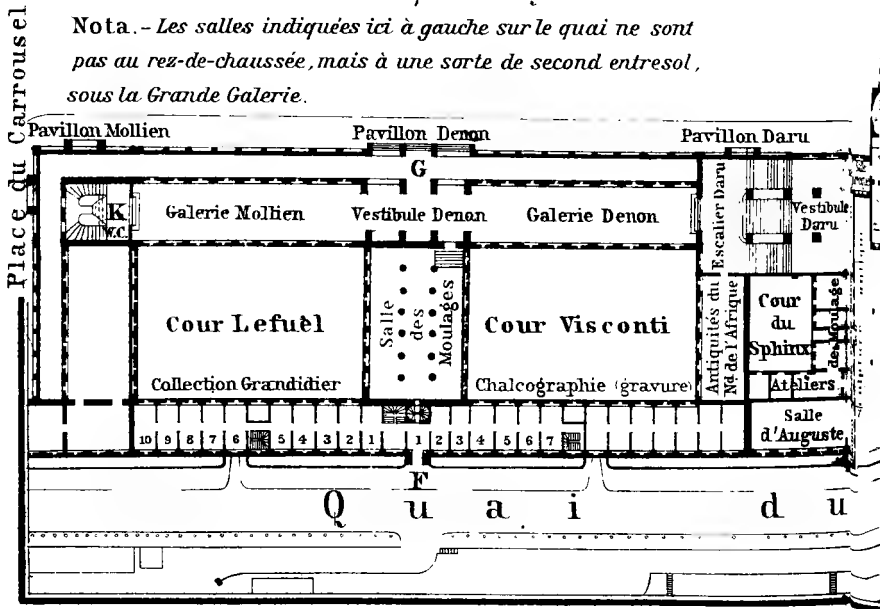 Nota.- Les salles indiquées ici à gauche sur le quai ne sont
pas au rez-de-chaussée, mais à une sorte de second entresol,
sous la Grande Galerie.
Place du Carrousel
Pavillon Mollien
Pavillon Denon
Pavillon Daru
G
K
W.C.
Galerie Mollien
Vestibule Denon
Galerie Denon
Escalier Daru
Vestibule
Daru
Cour Lefuèl
Salle
des
Moulages
Cour Visconti
Antiquités du
Nd de l'Afrique
Cour
du
Sphinx
de Moulage
Ateliers
Collection Grandidier
Chalcographie (gravure)
Salle
d'Auguste
10 9 8 7 6 5 4 3 2 1 1 2 3 4 5 6 7
F
Quai du